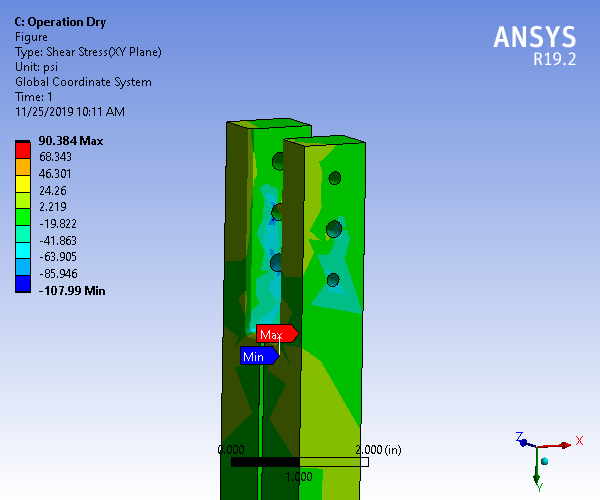 C: Operation Dry
Figure
Type: Shear Stress(XY Plane)
Unit: psi
Global Coordinate System
Time: 1
11/25/2019 10:11 AM
ANSYS
R19.2
90.384 Max
68.343
46.301
24.26
2.219
-19.822
-41.863
-63.905
-85.946
-107.99 Min
Max
Min
0.000
2.000 (in)
1.000
Z
X
Y